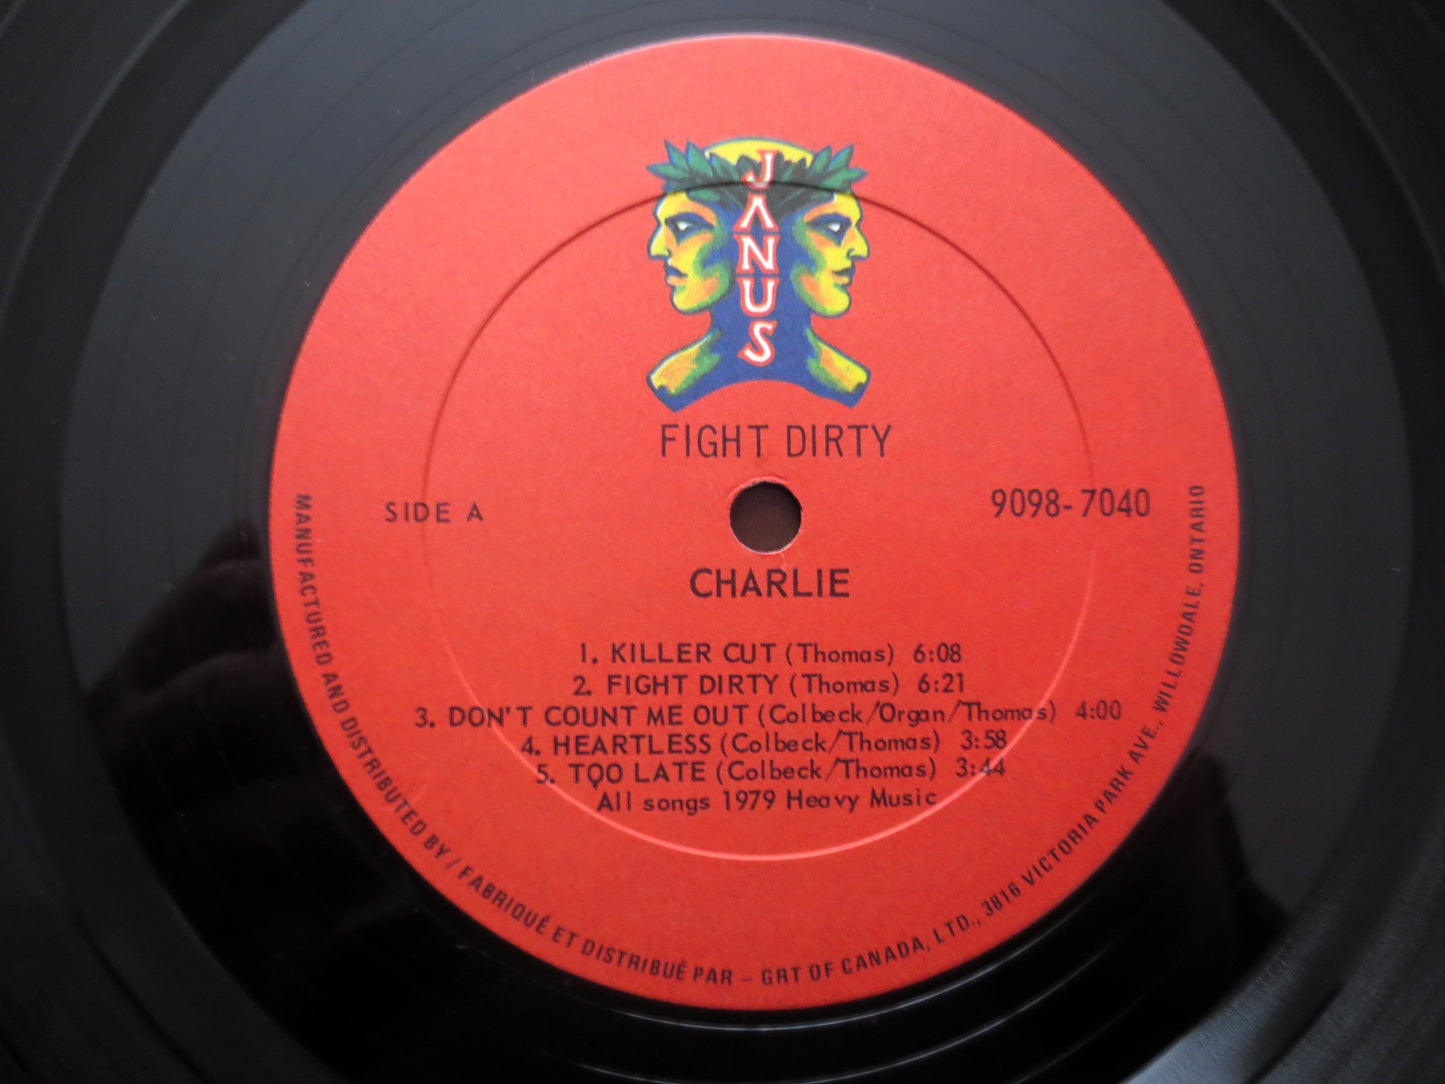 JANUS
FIGHT DIRTY
SIDE A
9098-7040
CHARLIE
1. KILLER CUT (Thomas) 6:08
2. FIGHT DIRTY (Thomas) 6:21
3. DON'T COUNT ME OUT (Colbeck/Organ/Thomas) 4:00
4. HEARTLESS (Colbeck/Thomas) 3:58
5. TOO LATE (Colbeck/Thomas) 3:44
All songs 1979 Heavy Music
MANUFACTURED AND DISTRIBUTED BY / FABRIQUÉ ET DISTRIBUÉ PAR – GRT OF CANADA, LTD., 3816 VICTORIA PARK AVE., WILLOWDALE, ONTARIO